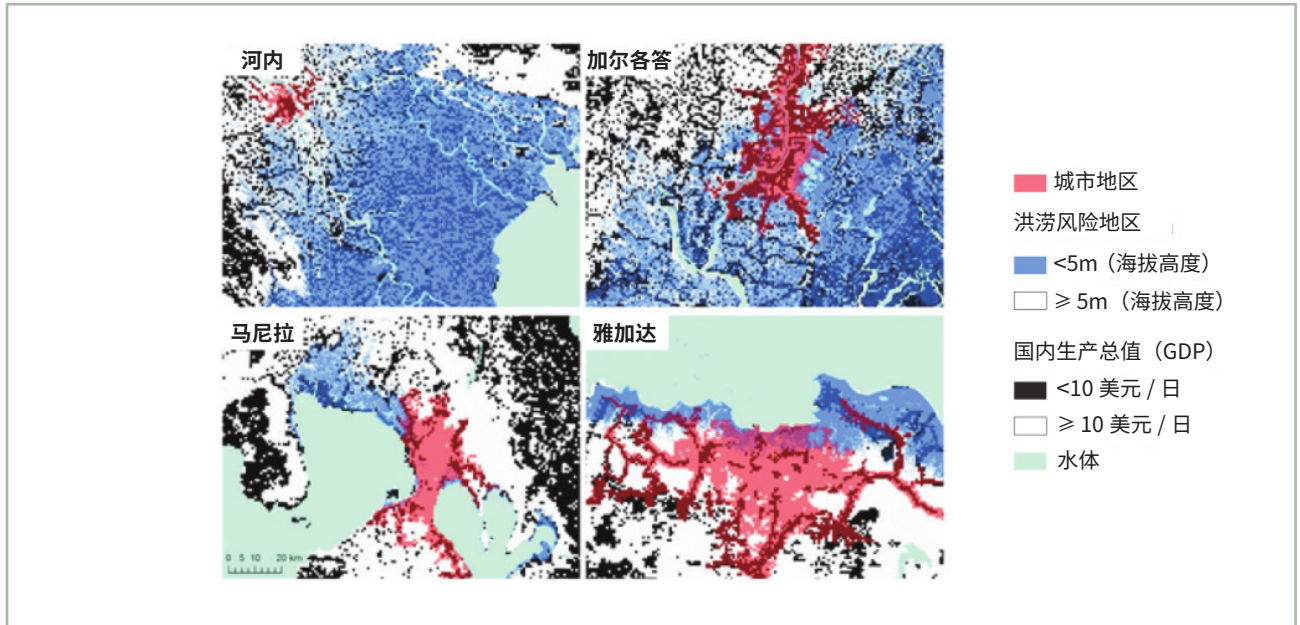 河内
加尔各答
马尼拉
雅加达
0 5 10 20 km
城市地区
洪涝风险地区
<5m（海拔高度）
≥ 5m（海拔高度）
国内生产总值（GDP）
<10 美元 / 日
≥ 10 美元 / 日
水体